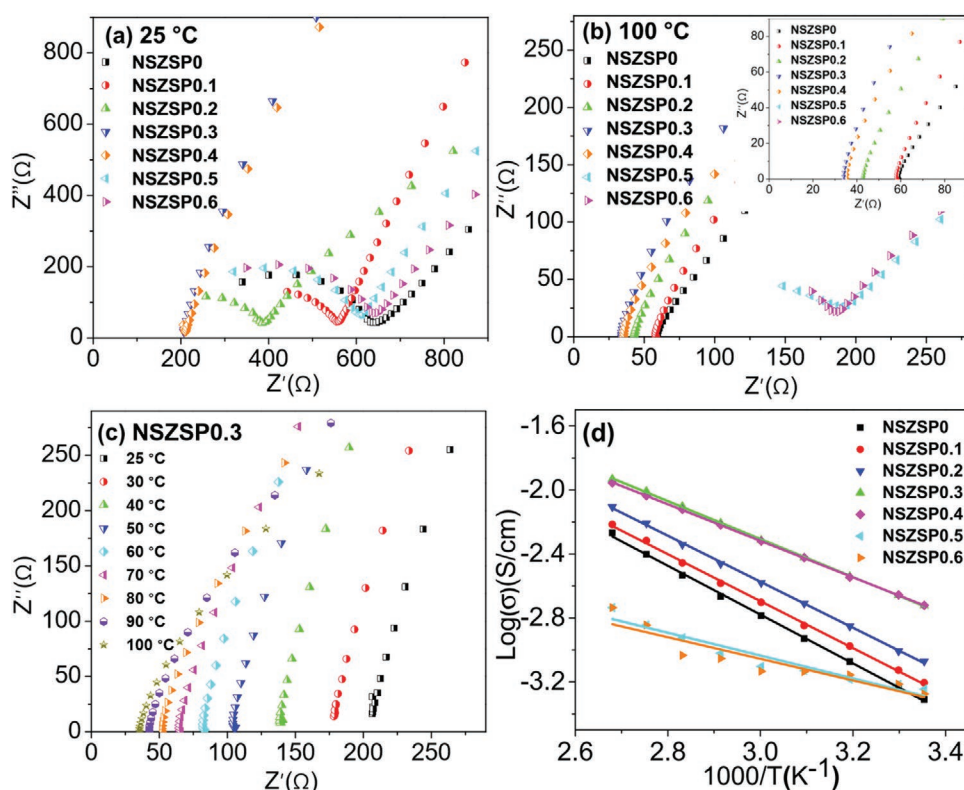 (a) 25 °C
NSZSP0
NSZSP0.1
NSZSP0.2
NSZSP0.3
NSZSP0.4
NSZSP0.5
NSZSP0.6
800
600
400
200
0
Z''(Ω)
0 200 400 600 800
Z'(Ω)
(b) 100 °C
NSZSP0
NSZSP0.1
NSZSP0.2
NSZSP0.3
NSZSP0.4
NSZSP0.5
NSZSP0.6
250
200
150
100
50
0
Z''(Ω)
0 50 100 150 200 250
Z'(Ω)
NSZSP0
NSZSP0.1
NSZSP0.2
NSZSP0.3
NSZSP0.4
NSZSP0.5
NSZSP0.6
80
60
40
20
0
Z''(Ω)
0 20 40 60 80
Z'(Ω)
(c) NSZSP0.3
25 °C
30 °C
40 °C
50 °C
60 °C
70 °C
80 °C
90 °C
100 °C
250
200
150
100
50
0
Z''(Ω)
0 50 100 150 200 250
Z'(Ω)
(d)
NSZSP0
NSZSP0.1
NSZSP0.2
NSZSP0.3
NSZSP0.4
NSZSP0.5
NSZSP0.6
-1.6
-2.0
-2.4
-2.8
-3.2
Log(σ)(S/cm)
2.6 2.8 3.0 3.2 3.4
1000/T(K⁻¹)